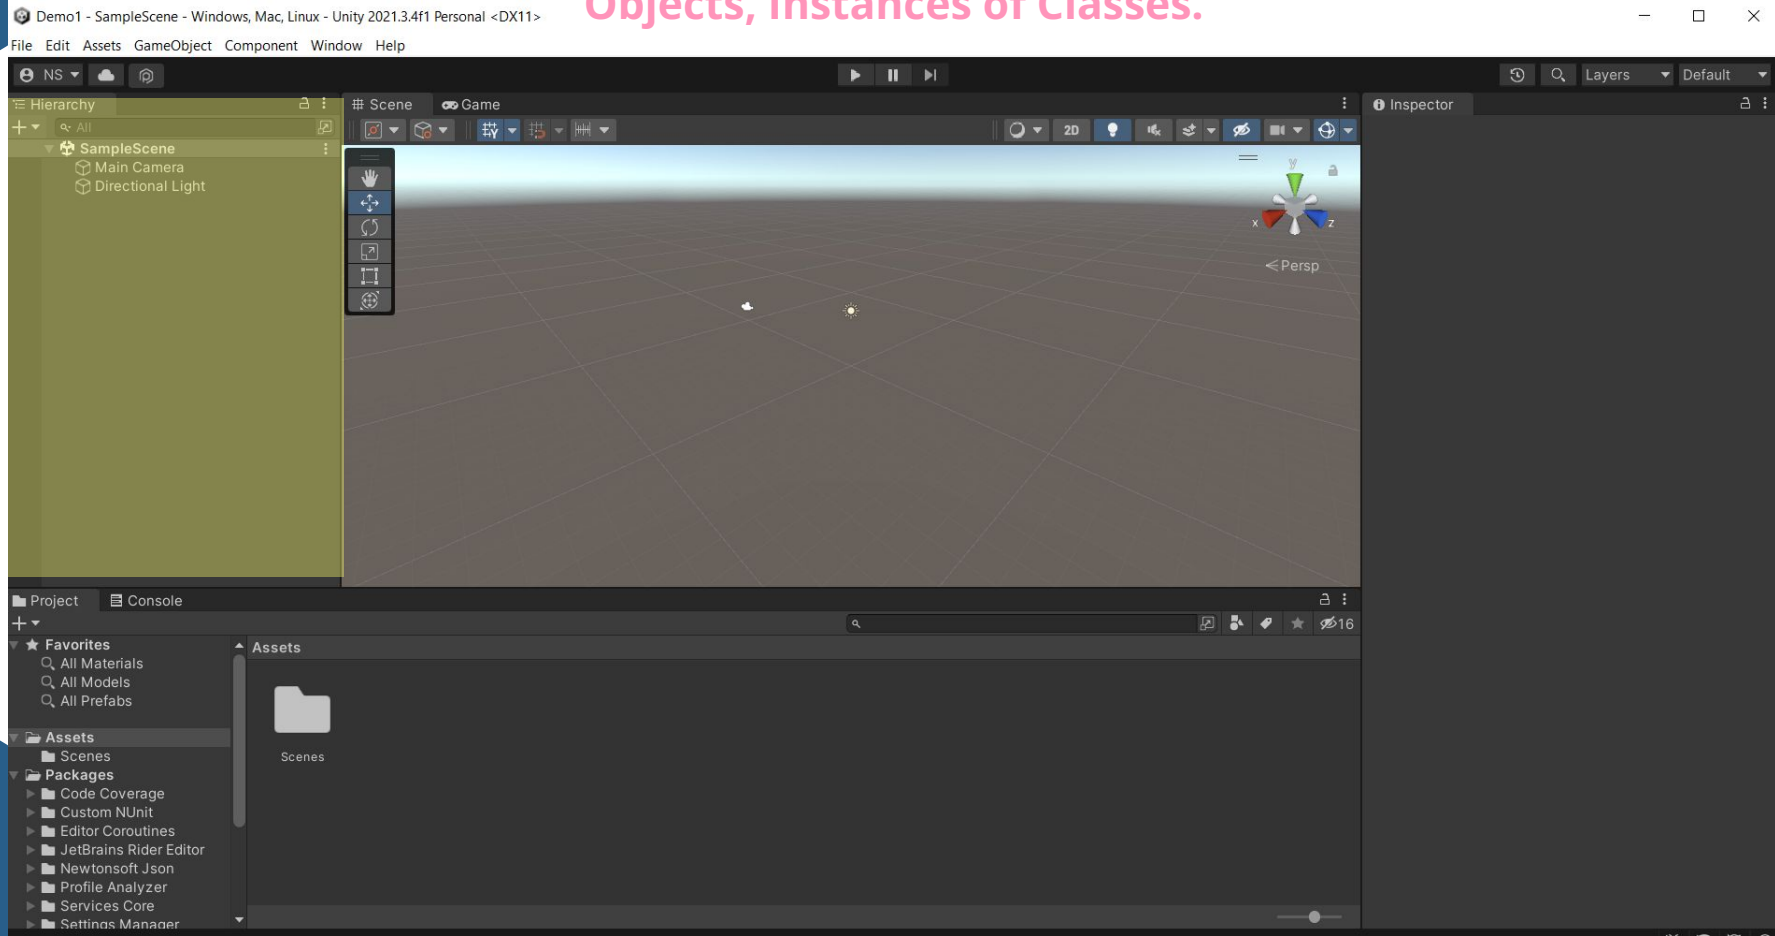 Objects, Instances of Classes.
Demo1 - SampleScene - Windows, Mac, Linux - Unity 2021.3.4f1 Personal <DX11>
File Edit Assets GameObject Component Window Help
NS
Layers
Default
Hierarchy
Scene
Game
Inspector
All
2D
SampleScene
Main Camera
Directional Light
y
x
z
Persp
Project
Console
16
Favorites
All Materials
All Models
All Prefabs
Assets
Scenes
Packages
Code Coverage
Custom NUnit
Editor Coroutines
JetBrains Rider Editor
Newtonsoft Json
Profile Analyzer
Services Core
Settings Manager
Assets
Scenes